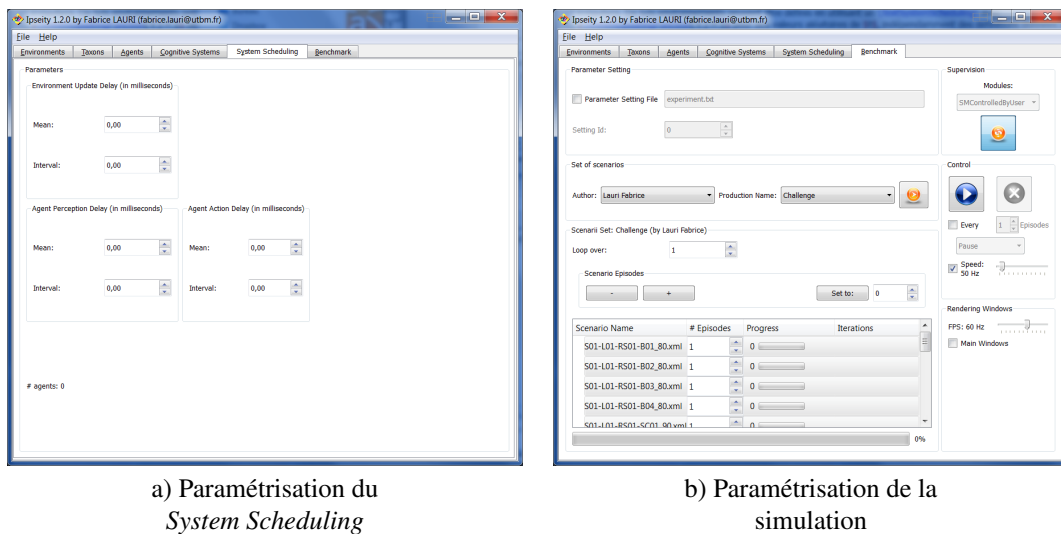 Ipseity 1.2.0 by Fabrice LAURI (fabrice.lauri@utbm.fr)
File Help
Environments Taxons Agents Cognitive Systems System Scheduling Benchmark
Parameters
Environment Update Delay (in milliseconds)
Mean: 0,00
Interval: 0,00
Agent Perception Delay (in milliseconds) Agent Action Delay (in milliseconds)
Mean: 0,00 Mean: 0,00
Interval: 0,00 Interval: 0,00
# agents: 0
a) Paramétrisation du
System Scheduling
Ipseity 1.2.0 by Fabrice LAURI (fabrice.lauri@utbm.fr)
File Help
Environments Taxons Agents Cognitive Systems System Scheduling Benchmark
Parameter Setting
Parameter Setting File experiment.txt
Setting Id: 0
Set of scenarios
Author: Lauri Fabrice Production Name: Challenge
Scenarii Set: Challenge (by Lauri Fabrice)
Loop over: 1
Scenario Episodes
- + Set to: 0
Scenario Name # Episodes Progress Iterations
S01-L01-RS01-B01_80.xml 1 0
S01-L01-RS01-B02_80.xml 1 0
S01-L01-RS01-B03_80.xml 1 0
S01-L01-RS01-B04_80.xml 1 0
S01-L01-RS01-SC01_90.xml 1 0
0%
Supervision
Modules:
SMControlledByUser
Control
Every 1 Episodes
Pause
Speed:
50 Hz
Rendering Windows
FPS: 60 Hz
Main Windows
b) Paramétrisation de la
simulation